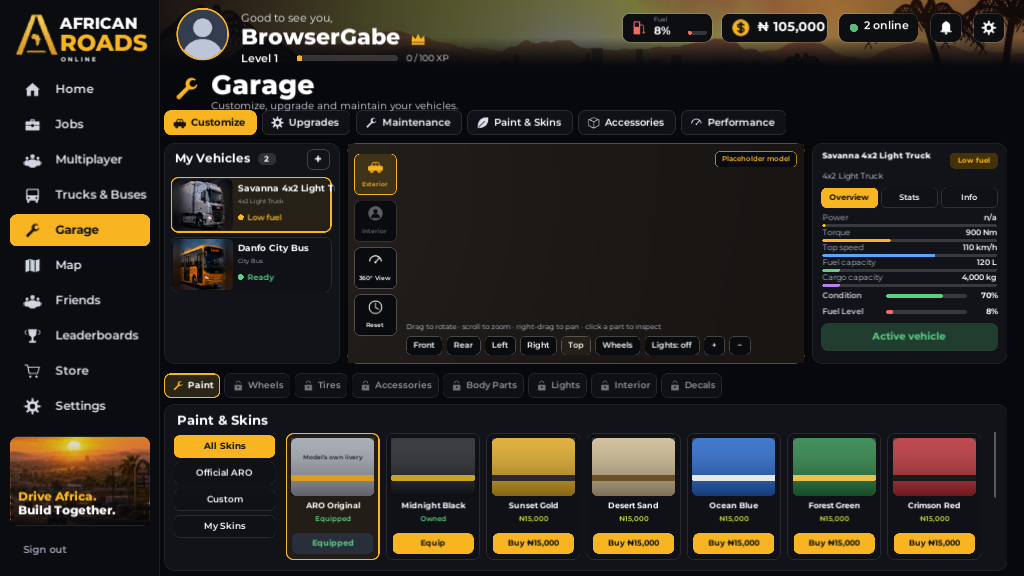 AFRICAN
ROADS
ONLINE
Home
Jobs
Multiplayer
Trucks & Buses
Garage
Map
Friends
Leaderboards
Store
Settings
Drive Africa.
Build Together.
Sign out
Good to see you,
BrowserGabe
Level 1
0 / 100 XP
Fuel
8%
₦ 105,000
2 online
Garage
Customize, upgrade and maintain your vehicles.
Customize
Upgrades
Maintenance
Paint & Skins
Accessories
Performance
My Vehicles 2 +
Savanna 4x2 Light T
4x2 Light Truck
Low fuel
Danfo City Bus
City Bus
Ready
Exterior
Interior
360° View
Reset
Placeholder model
Drag to rotate · scroll to zoom · right-drag to pan · click a part to inspect
Front Rear Left Right Top Wheels Lights: off + −
Savanna 4x2 Light Truck
Low fuel
4x2 Light Truck
Overview Stats Info
Power n/a
Torque 900 Nm
Top speed 110 km/h
Fuel capacity 120 L
Cargo capacity 4,000 kg
Condition 70%
Fuel Level 8%
Active vehicle
Paint
Wheels
Tires
Accessories
Body Parts
Lights
Interior
Decals
Paint & Skins
All Skins
Official ARO
Custom
My Skins
Model's own livery
ARO Original
Equipped
Equipped
Midnight Black
Owned
Equip
Sunset Gold
₦15,000
Buy ₦15,000
Desert Sand
₦15,000
Buy ₦15,000
Ocean Blue
₦15,000
Buy ₦15,000
Forest Green
₦15,000
Buy ₦15,000
Crimson Red
₦15,000
Buy ₦15,000